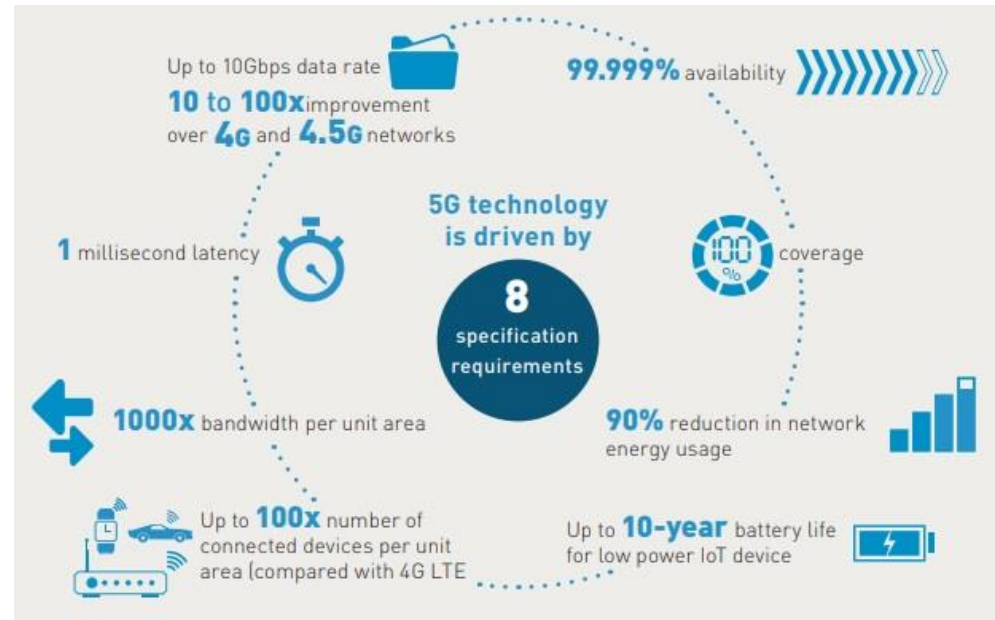 Up to 10Gbps data rate
10 to 100x improvement
over 4G and 4.5G networks
99.999% availability
5G technology
is driven by
8
specification
requirements
1 millisecond latency
100
%
coverage
1000x bandwidth per unit area
90% reduction in network
energy usage
Up to 100x number of
connected devices per unit
area (compared with 4G LTE
Up to 10-year battery life
for low power IoT device